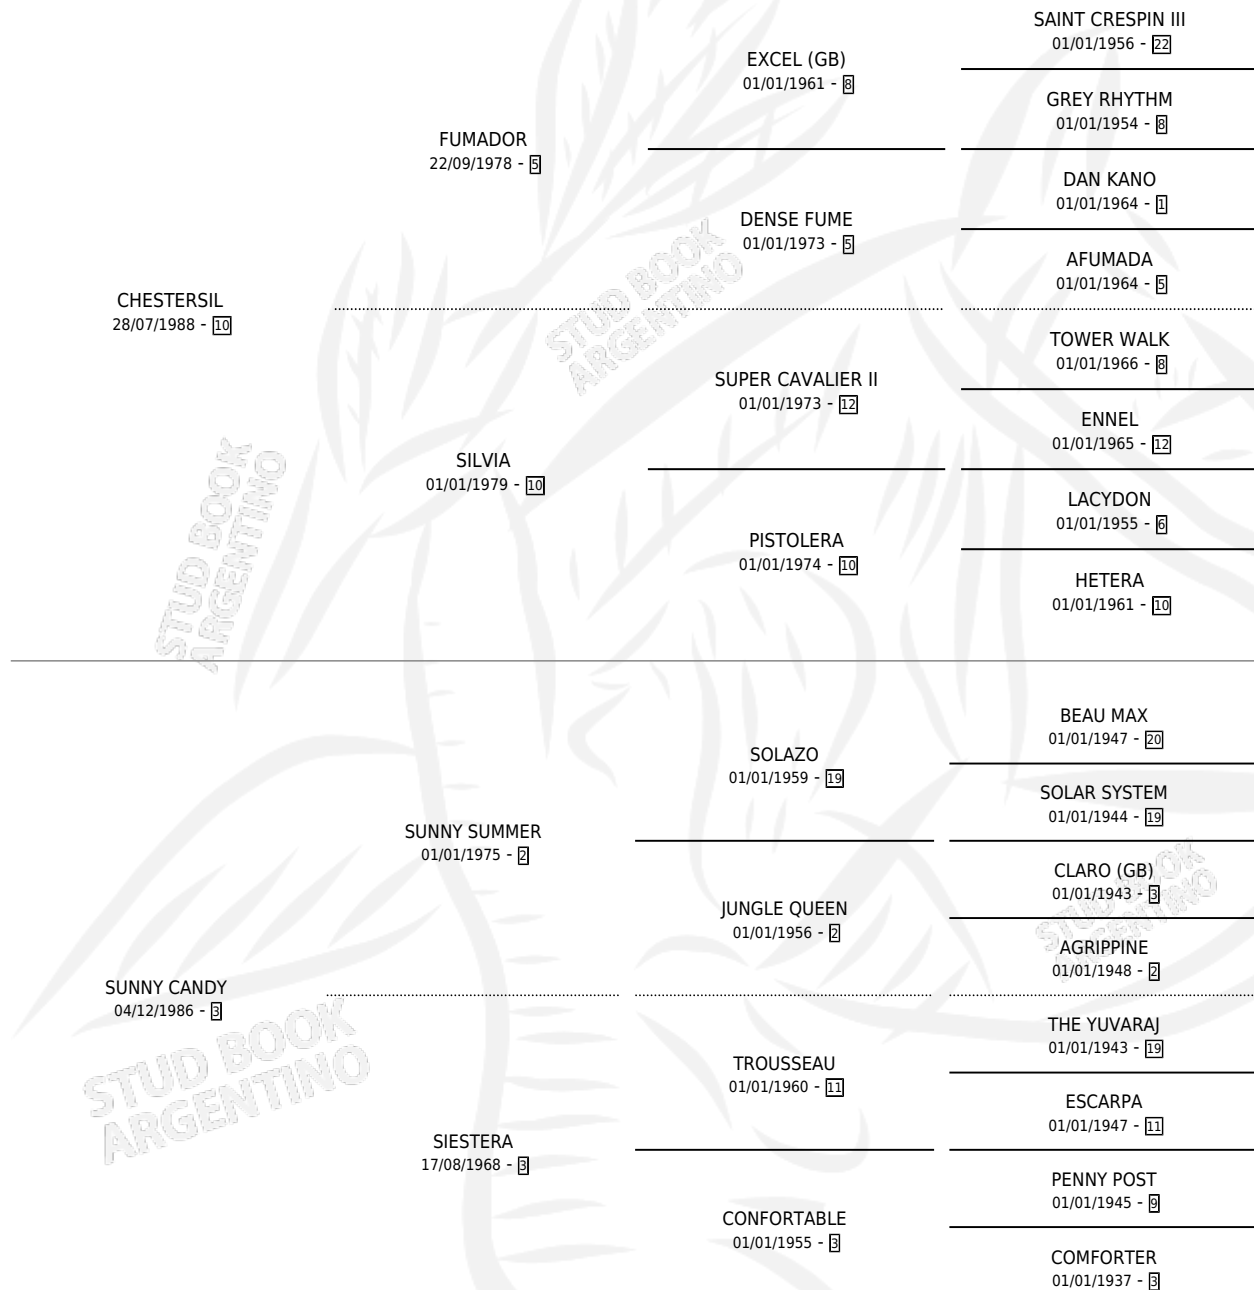 SAINT CRESPIN III
01/01/1956 - 22
EXCEL (GB)
01/01/1961 - 8
GREY RHYTHM
01/01/1954 - 8
FUMADOR
22/09/1978 - 5
DAN KANO
01/01/1964 - 1
DENSE FUME
01/01/1973 - 5
AFUMADA
01/01/1964 - 5
CHESTERSIL
28/07/1988 - 10
STUD BOOK
ARGENTINO
TOWER WALK
01/01/1966 - 8
SUPER CAVALIER II
01/01/1973 - 12
ENNEL
01/01/1965 - 12
SILVIA
01/01/1979 - 10
LACYDON
01/01/1955 - 6
PISTOLERA
01/01/1974 - 10
HETERA
01/01/1961 - 10
STUD BOOK
ARGENTINO
BEAU MAX
01/01/1947 - 20
SOLAZO
01/01/1959 - 19
SOLAR SYSTEM
01/01/1944 - 19
SUNNY SUMMER
01/01/1975 - 2
CLARO (GB)
01/01/1943 - 3
JUNGLE QUEEN
01/01/1956 - 2
STUD BOOK
ARGENTINO
AGRIPPINE
01/01/1948 - 2
SUNNY CANDY
04/12/1986 - 3
STUD BOOK
ARGENTINO
THE YUVARAJ
01/01/1943 - 19
TROUSSEAU
01/01/1960 - 11
ESCARPA
01/01/1947 - 11
SIESTERA
17/08/1968 - 3
PENNY POST
01/01/1945 - 9
CONFORTABLE
01/01/1955 - 3
COMFORTER
01/01/1937 - 3